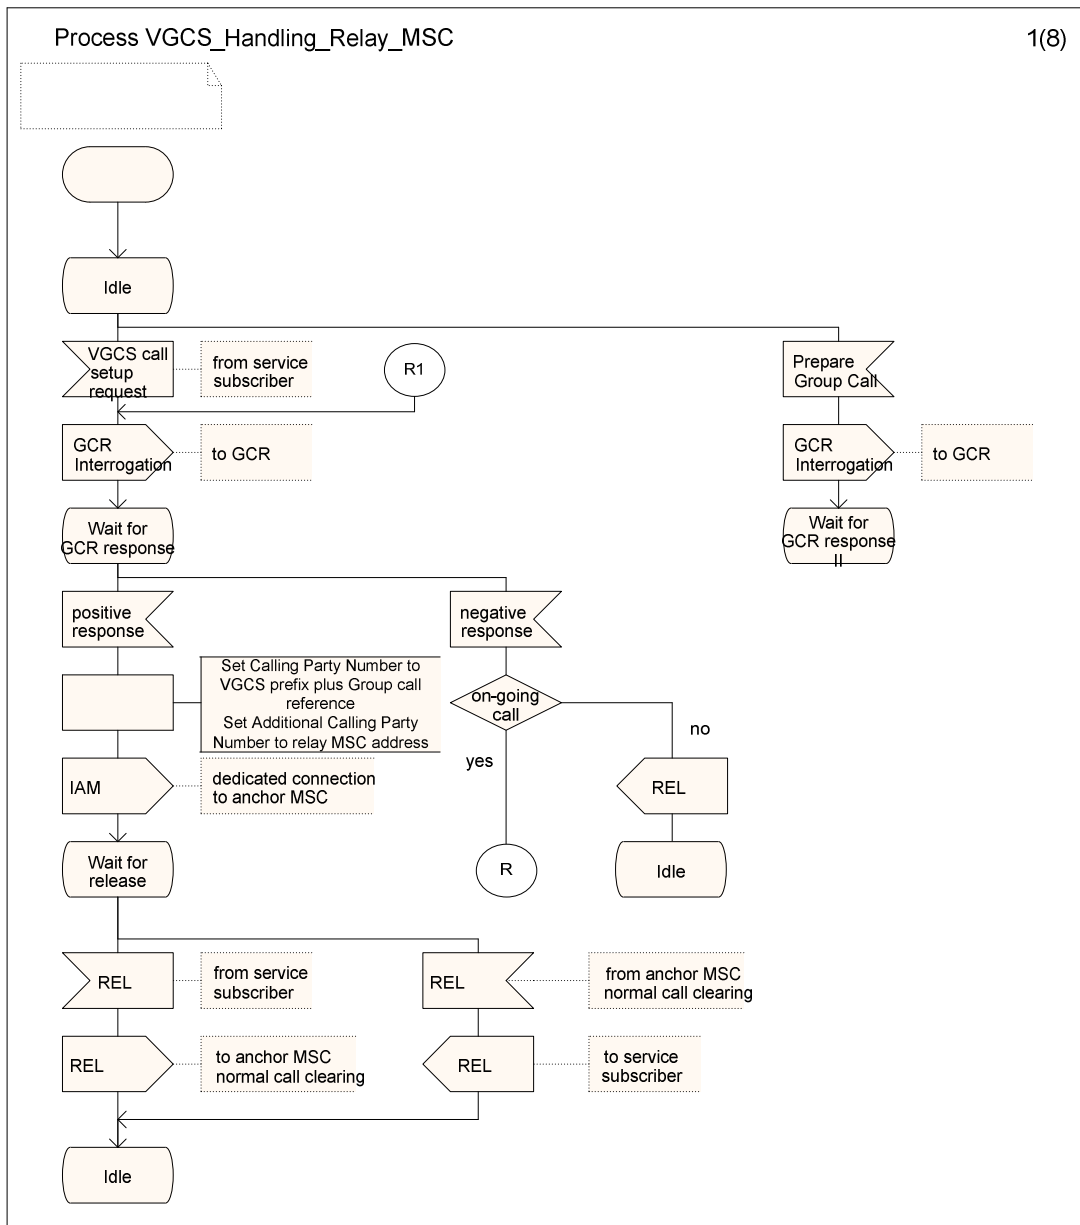 Process VGCS_Handling_Relay_MSC
1(8)
Idle
VGCS call
setup
request
from service
subscriber
R1
Prepare
Group Call
GCR
Interrogation
to GCR
GCR
Interrogation
to GCR
Wait for
GCR response
Wait for
GCR response
II
positive
response
negative
response
Set Calling Party Number to
VGCS prefix plus Group call
reference
Set Additional Calling Party
Number to relay MSC address
on-going
call
no
yes
IAM
dedicated connection
to anchor MSC
REL
Wait for
release
R
Idle
REL
from service
subscriber
REL
from anchor MSC
normal call clearing
REL
to anchor MSC
normal call clearing
REL
to service
subscriber
Idle